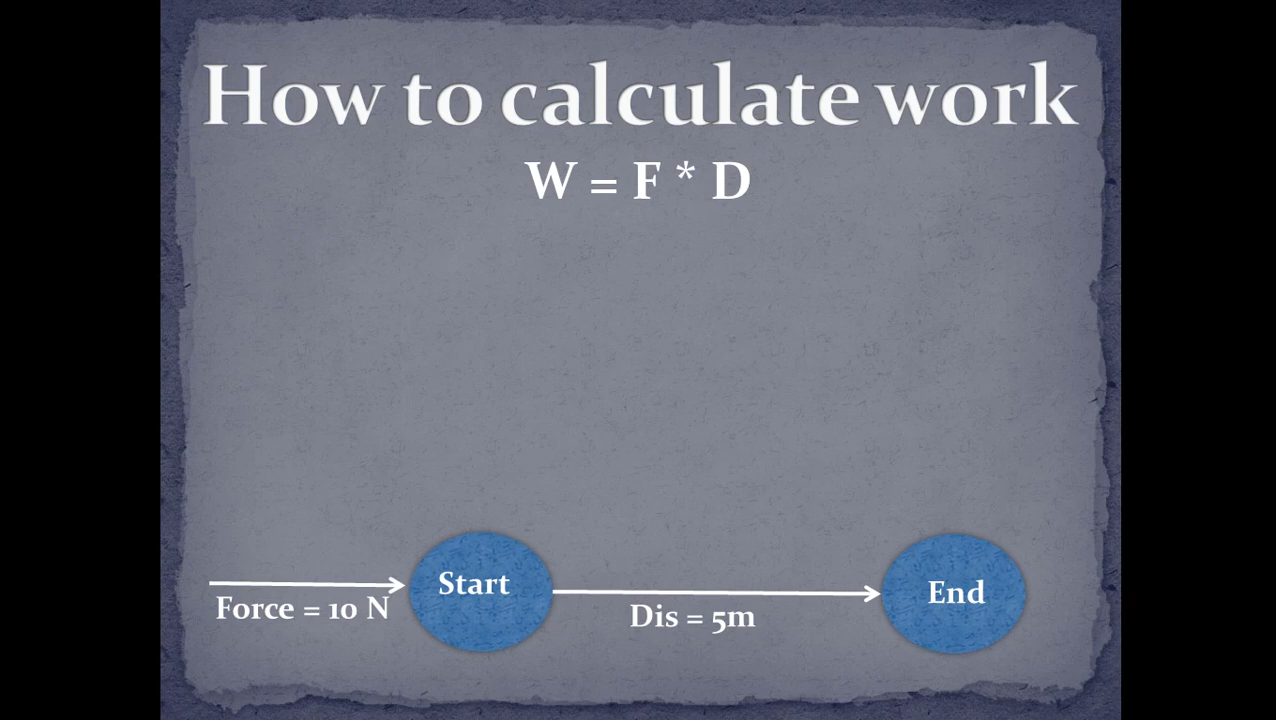 How to calculate work
W = F * D
Start
End
Force = 10 N
Dis = 5m